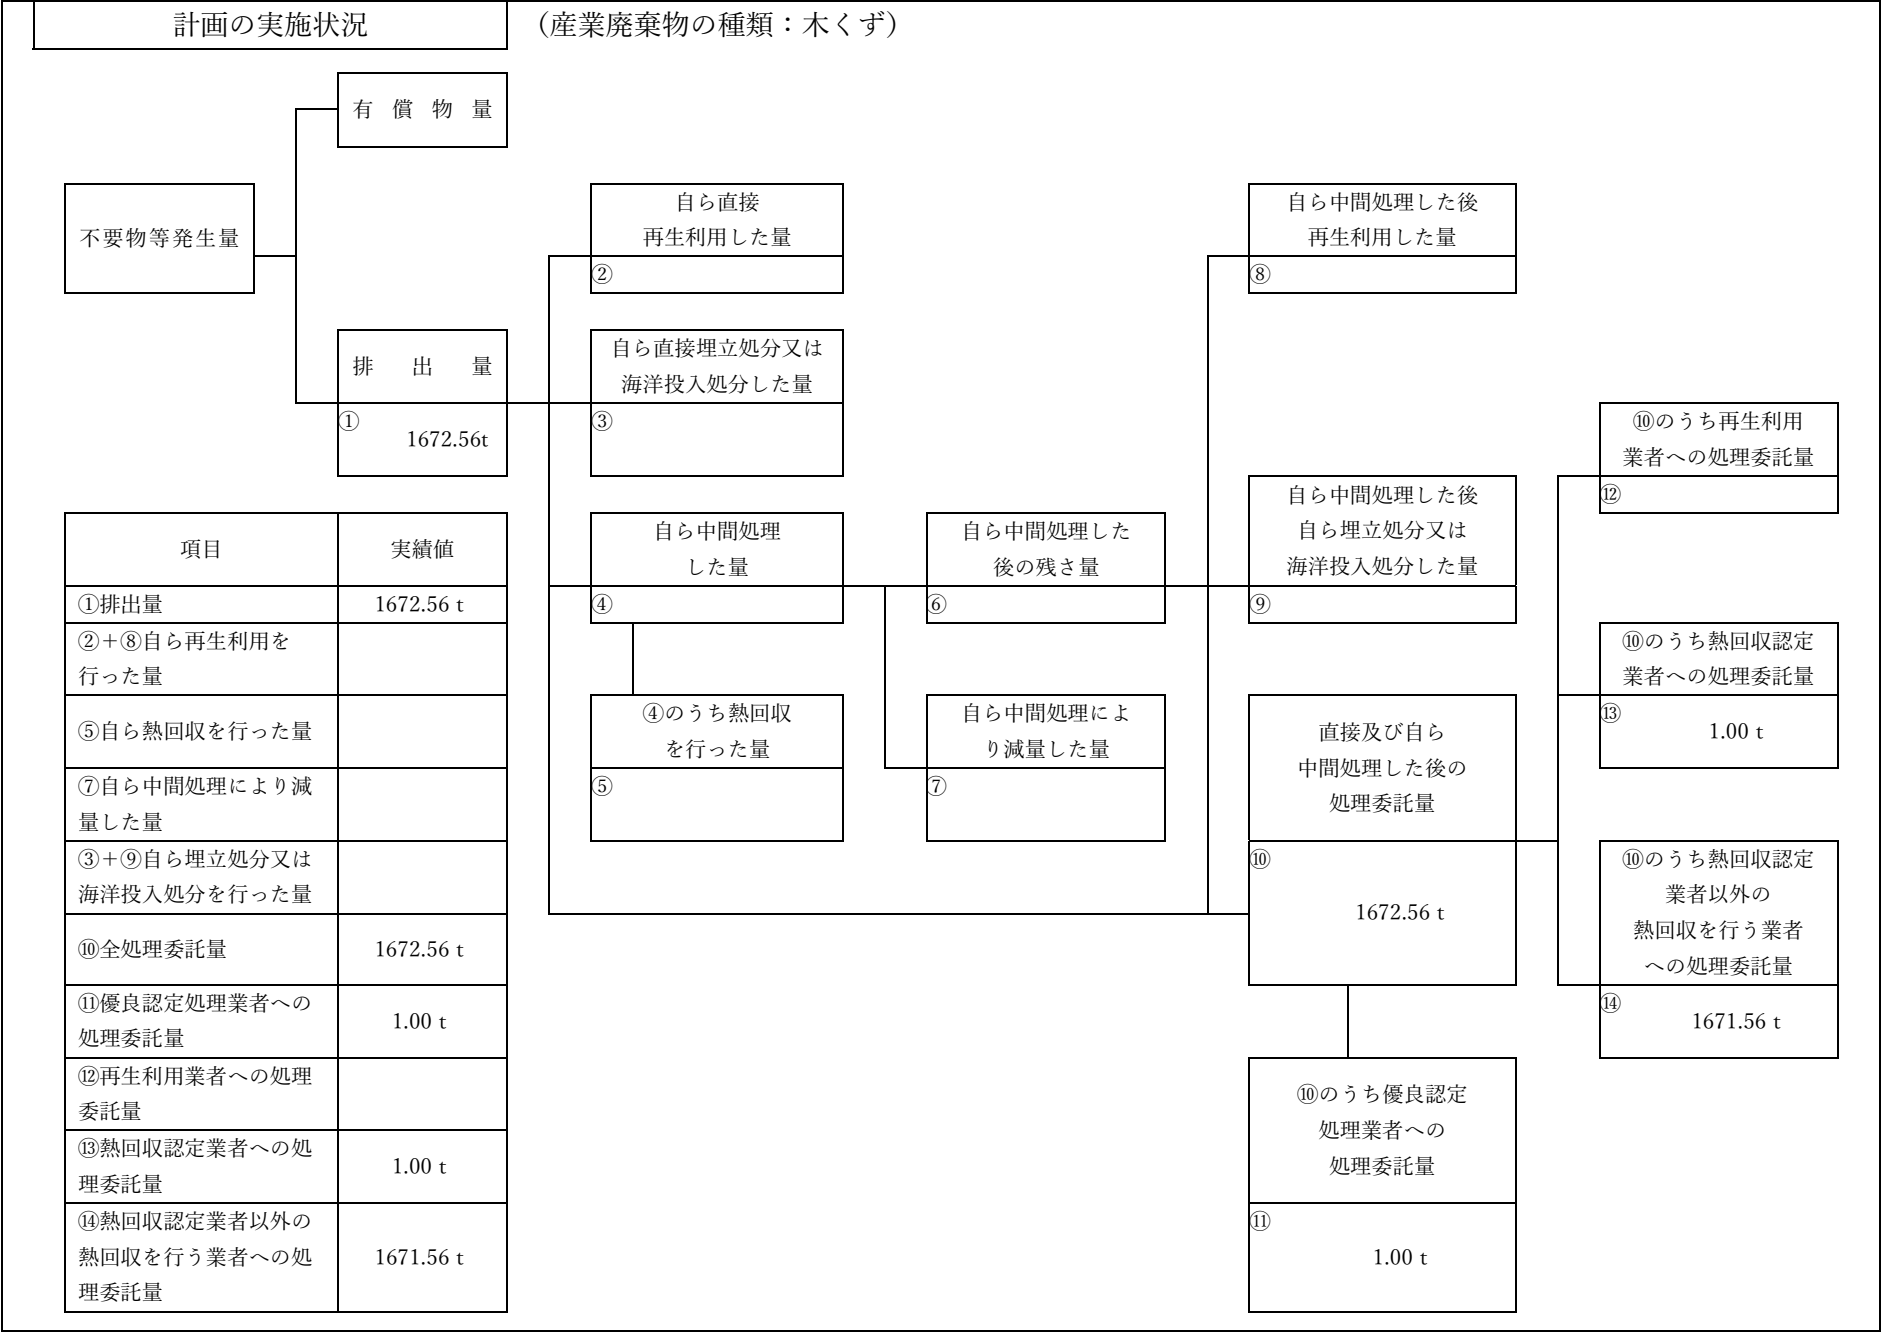 計画の実施状況
（産業廃棄物の種類：木くず）
有償物量
不要物等発生量
自ら直接
再生利用した量
②
自ら中間処理した後
再生利用した量
⑧
排出量
①
1672.56t
自ら直接埋立処分又は
海洋投入処分した量
③
⑩のうち再生利用
業者への処理委託量
⑫
自ら中間処理
した量
④
自ら中間処理した
後の残さ量
⑥
自ら中間処理した後
自ら埋立処分又は
海洋投入処分した量
⑨
⑩のうち熱回収認定
業者への処理委託量
⑬
1.00 t
④のうち熱回収
を行った量
⑤
自ら中間処理によ
り減量した量
⑦
直接及び自ら
中間処理した後の
処理委託量
⑩
1672.56 t
⑩のうち熱回収認定
業者以外の
熱回収を行う業者
への処理委託量
⑭
1671.56 t
⑩のうち優良認定
処理業者への
処理委託量
⑪
1.00 t
項目 実績値
①排出量 1672.56 t
②＋⑧自ら再生利用を
行った量
⑤自ら熱回収を行った量
⑦自ら中間処理により減
量した量
③＋⑨自ら埋立処分又は
海洋投入処分を行った量
⑩全処理委託量 1672.56 t
⑪優良認定処理業者への
処理委託量
1.00 t
⑫再生利用業者への処理
委託量
⑬熱回収認定業者への処
理委託量
1.00 t
⑭熱回収認定業者以外の
熱回収を行う業者への処
理委託量
1671.56 t